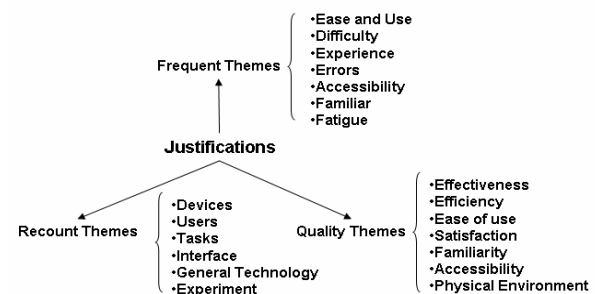 •Ease and Use
•Difficulty
•Experience
Frequent Themes
•Errors
•Accessibility
•Familiar
•Fatigue
Justifications
Recount Themes
•Devices
•Users
•Tasks
•Interface
•General Technology
•Experiment
Quality Themes
•Effectiveness
•Efficiency
•Ease of use
•Satisfaction
•Familiarity
•Accessibility
•Physical Environment